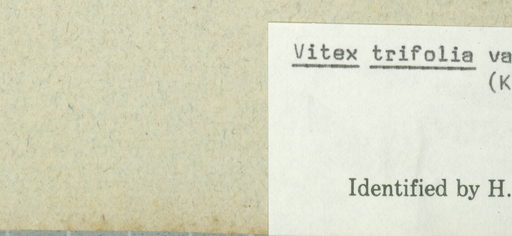 Vitex trifolia va
(K
Identified by H.